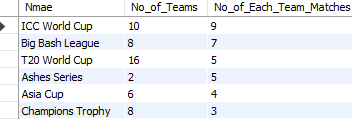 Nmae No_of_Teams No_of_Each_Team_Matches
ICC World Cup 10 9
Big Bash League 8 7
T20 World Cup 16 5
Ashes Series 2 5
Asia Cup 6 4
Champions Trophy 8 3